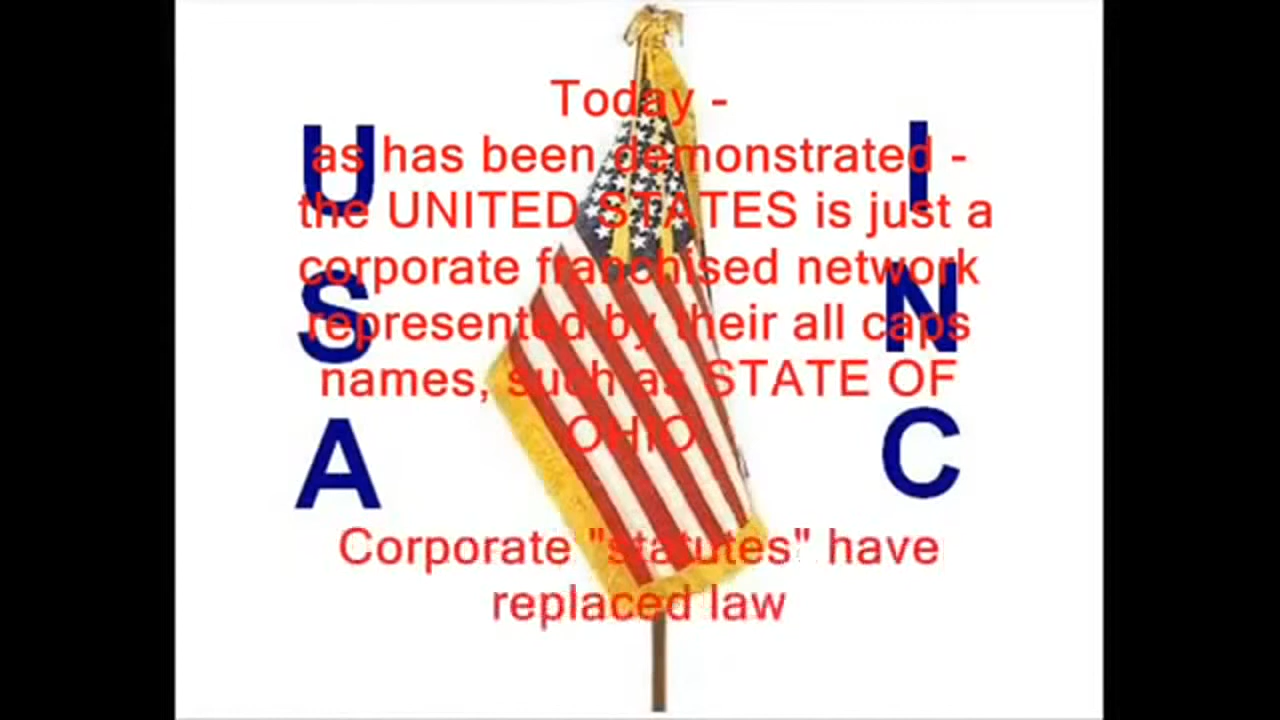 Today -
as has been demonstrated -
the UNITED STATES is just a
corporate franchised network
represented by their all caps
names, such as STATE OF
OHIO
Corporate "statutes" have
replaced law
U
S
A
I
N
C